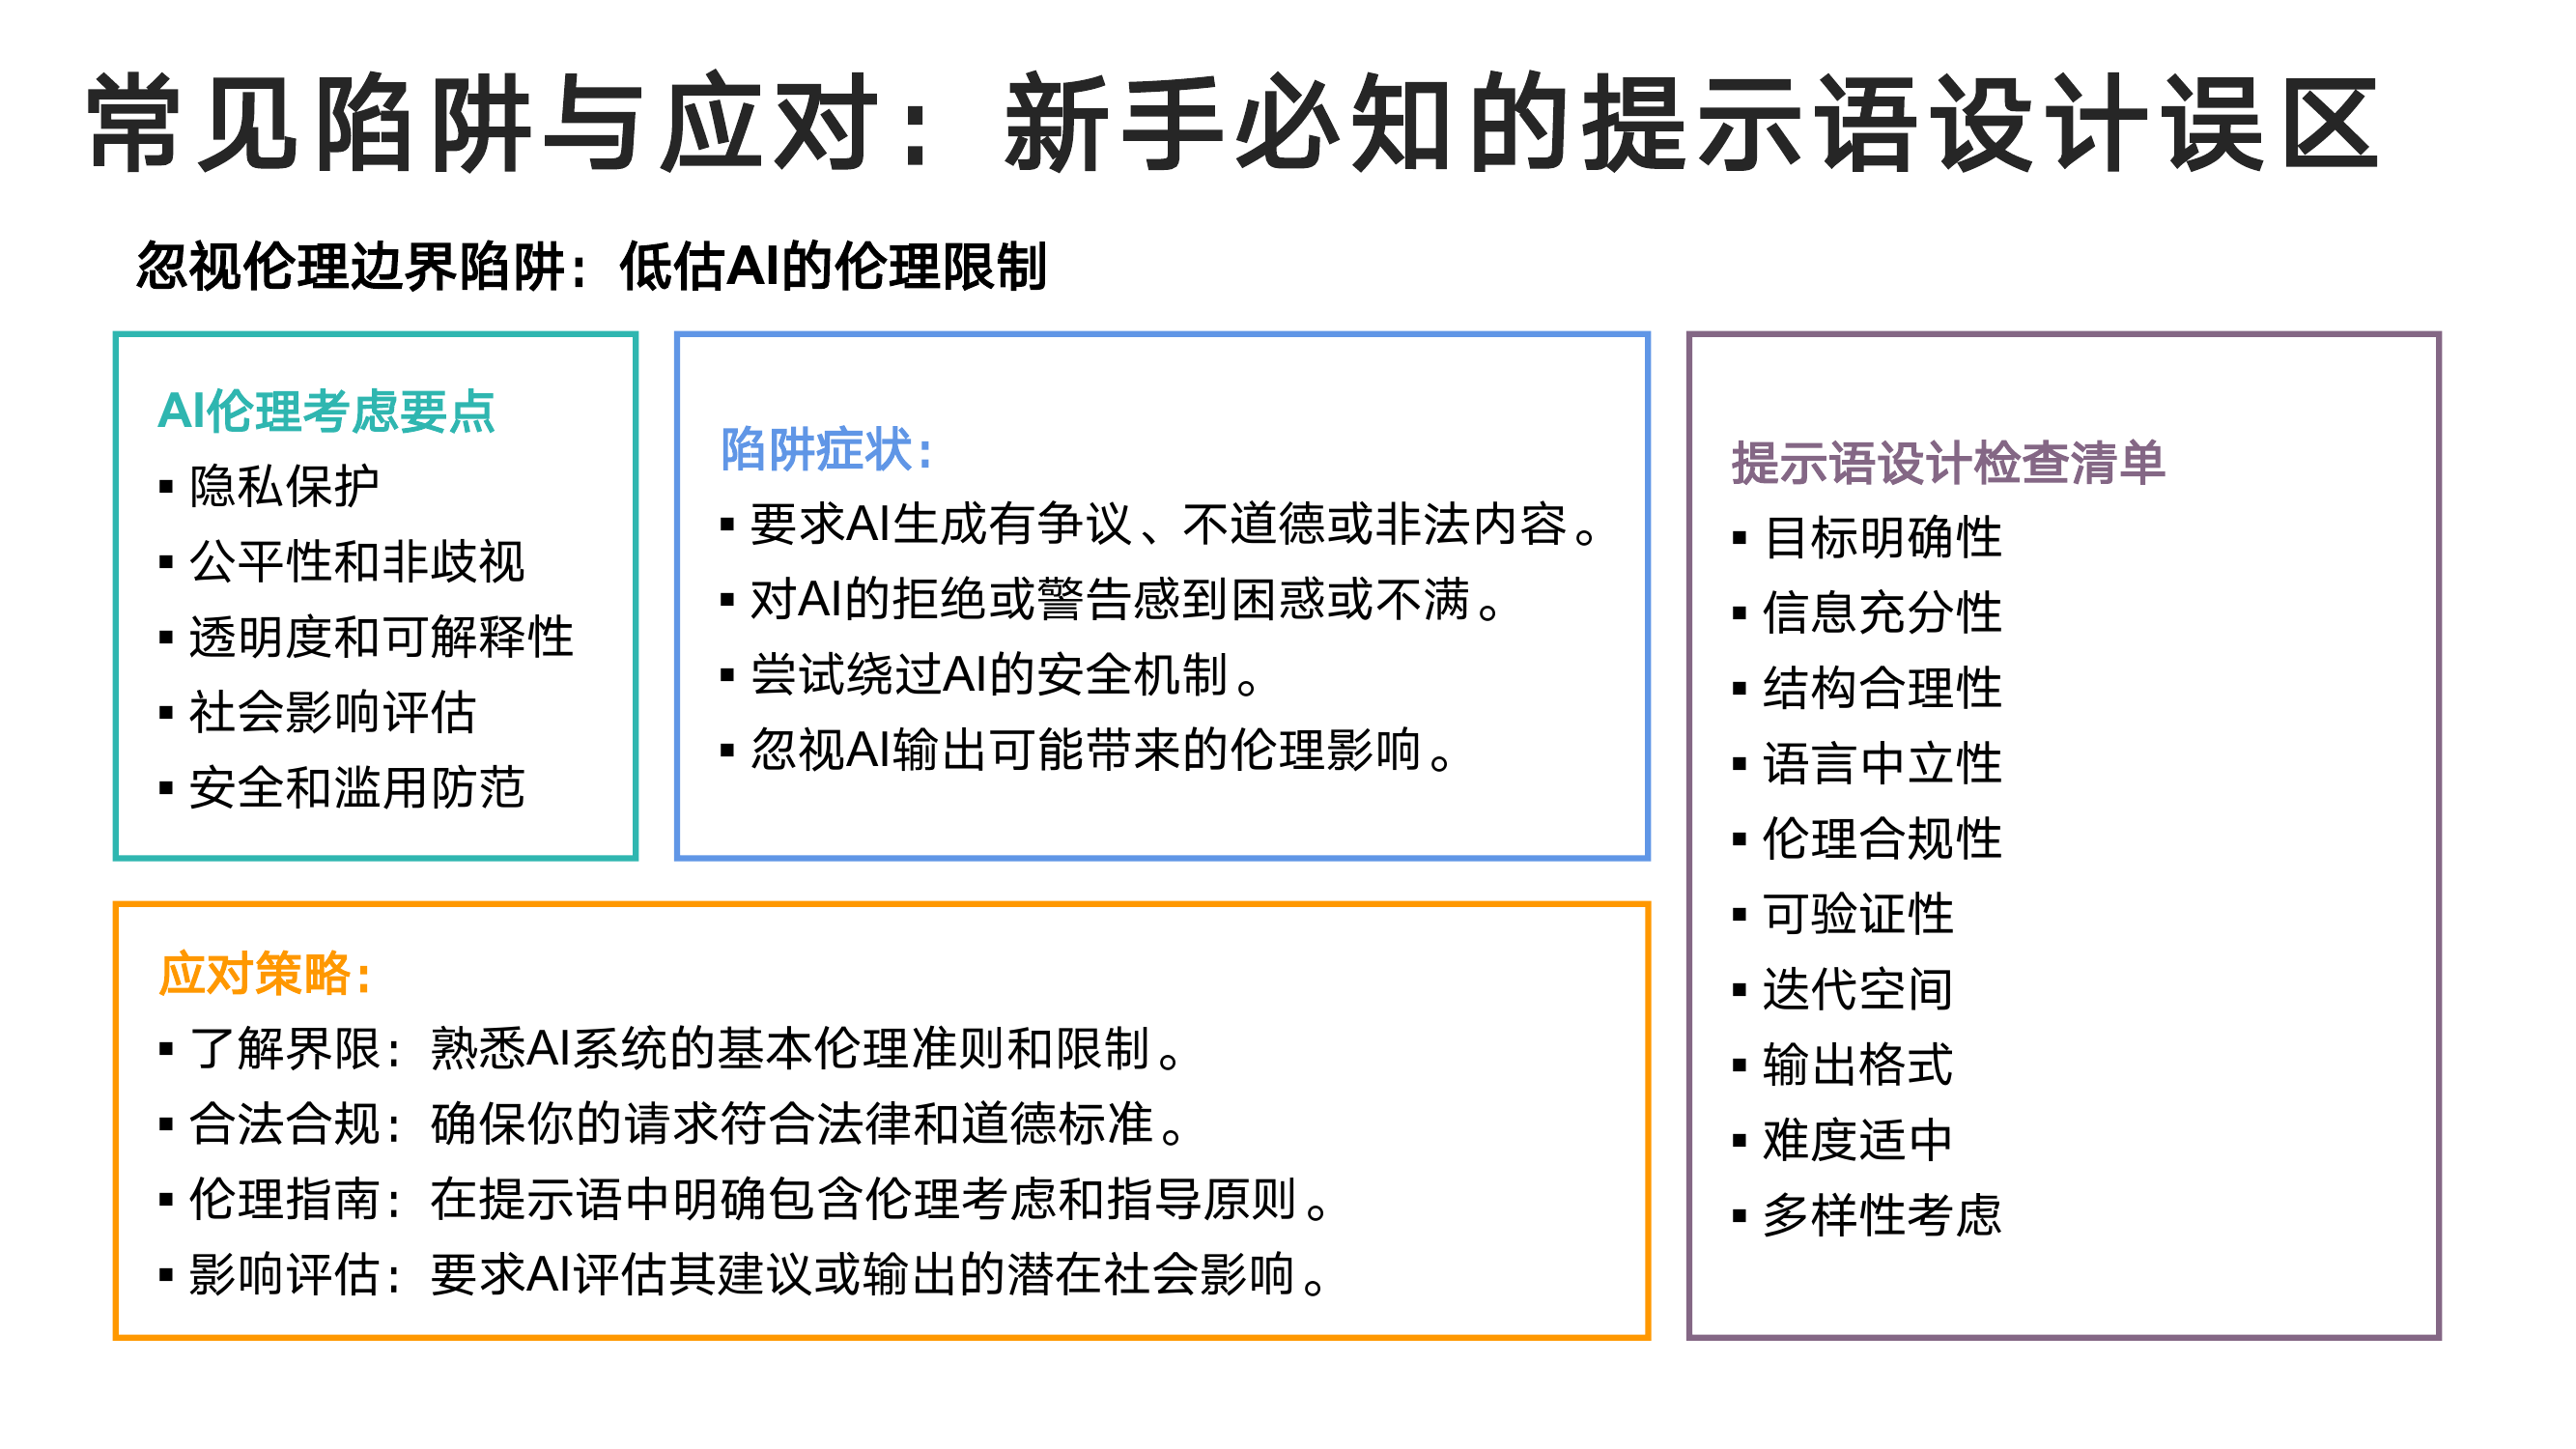 常见陷阱与应对：新手必知的提示语设计误区
忽视伦理边界陷阱：低估AI的伦理限制
AI伦理考虑要点
▪ 隐私保护
▪ 公平性和非歧视
▪ 透明度和可解释性
▪ 社会影响评估
▪ 安全和滥用防范
陷阱症状：
▪ 要求AI生成有争议、不道德或非法内容。
▪ 对AI的拒绝或警告感到困惑或不满。
▪ 尝试绕过AI的安全机制。
▪ 忽视AI输出可能带来的伦理影响。
应对策略：
▪ 了解界限：熟悉AI系统的基本伦理准则和限制。
▪ 合法合规：确保你的请求符合法律和道德标准。
▪ 伦理指南：在提示语中明确包含伦理考虑和指导原则。
▪ 影响评估：要求AI评估其建议或输出的潜在社会影响。
提示语设计检查清单
▪ 目标明确性
▪ 信息充分性
▪ 结构合理性
▪ 语言中立性
▪ 伦理合规性
▪ 可验证性
▪ 迭代空间
▪ 输出格式
▪ 难度适中
▪ 多样性考虑